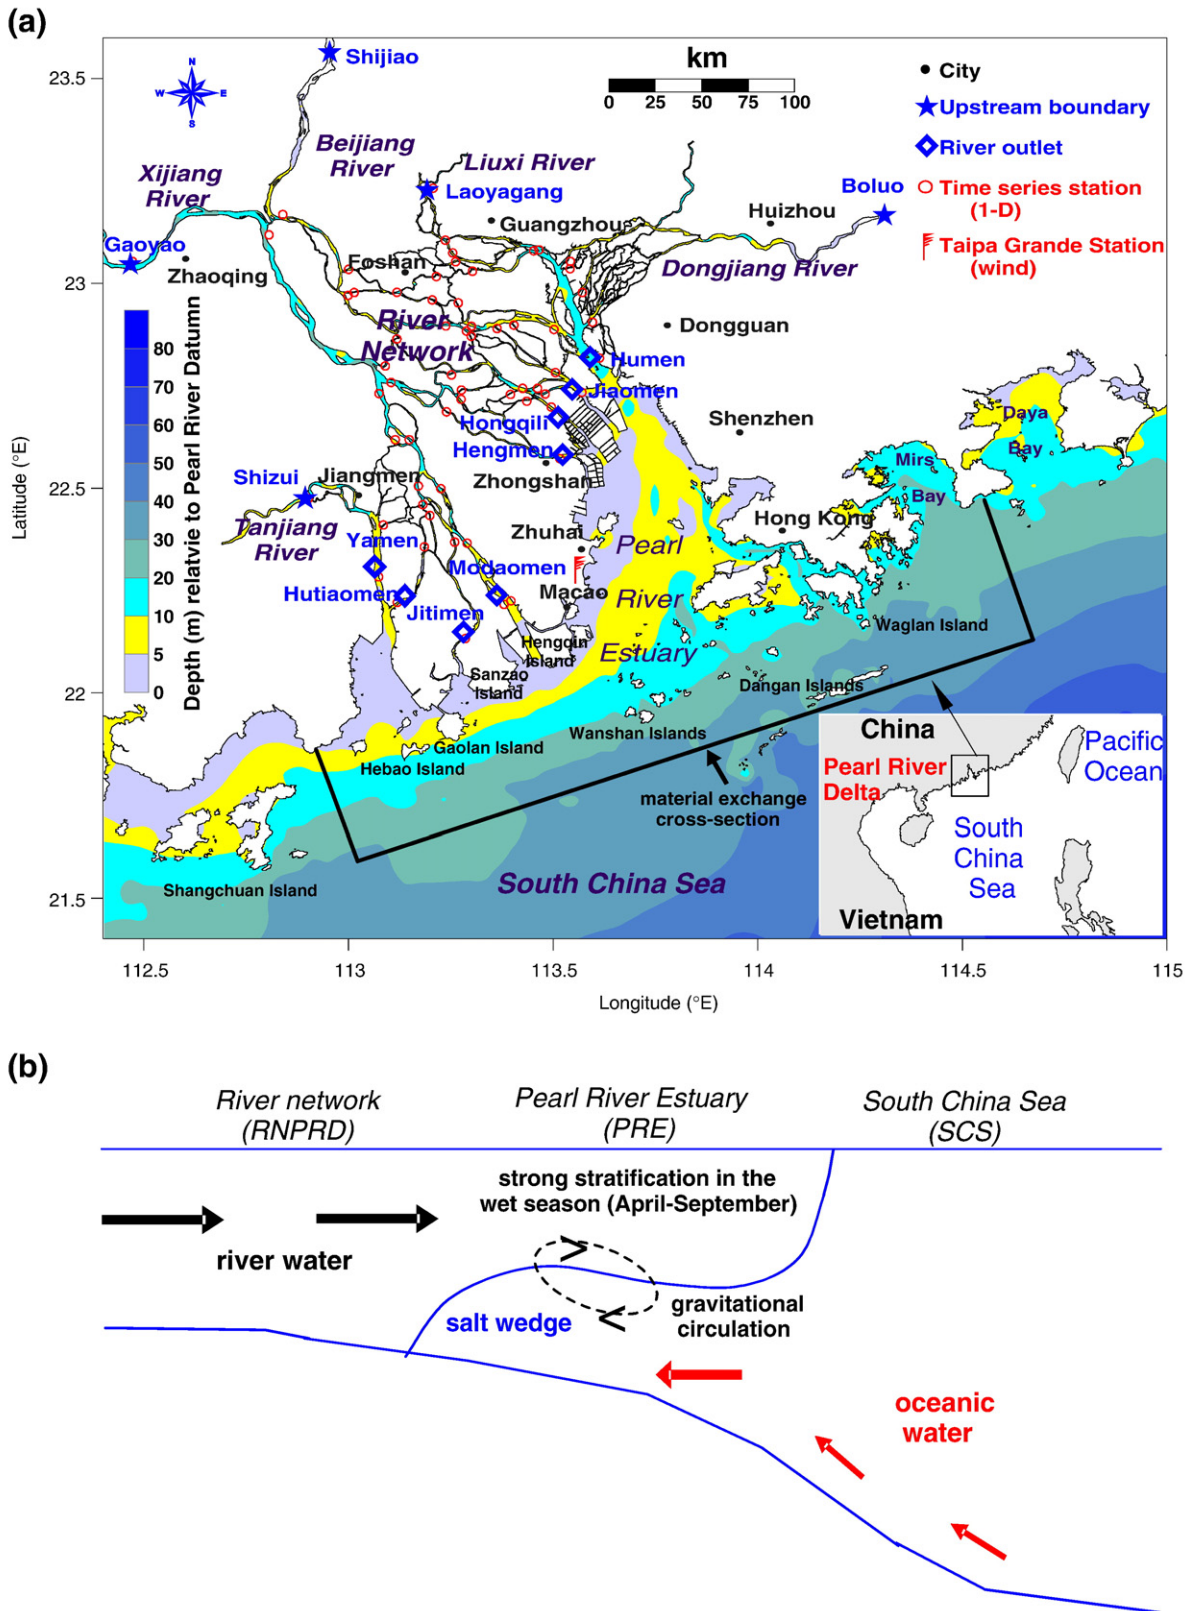 (a)
km
0 25 50 75 100
N
W E
S
City
Upstream boundary
River outlet
Time series station
(1-D)
Taipa Grande Station
(wind)
Shijiao
Beijiang
River
Liuxi River
Laoyagang
Xijiang
River
Guangzhou
Huizhou
Boluo
Gaoyao
Zhaoqing
Foshan
Dongjiang River
River
Network
Dongguan
Humen
Jiaomen
Hongqili
Hengmen
Shenzhen
Daya
Bay
Mirs
Bay
Shizui
Jiangmen
Zhongshan
Tanjiang
River
Yamen
Zhuhai
Hong Kong
Pearl
River
Estuary
Hutiaomen
Modaomen
Jitimen
Macao
Hengqin
Island
Sanzao
Island
Waglan Island
Dangan Islands
Wanshan Islands
Gaolan Island
Hebao Island
Shangchuan Island
material exchange
cross-section
South China Sea
China
Pearl River
Delta
Pacific
Ocean
South
China
Sea
Vietnam
80
70
60
50
40
30
20
10
5
0
Depth (m) relatvie to Pearl River Datumn
23.5
23
22.5
22
21.5
Latitude (°E)
112.5 113 113.5 114 114.5 115
Longitude (°E)
(b)
River network
(RNPRD)
Pearl River Estuary
(PRE)
South China Sea
(SCS)
strong stratification in the
wet season (April-September)
river water
salt wedge
gravitational
circulation
oceanic
water